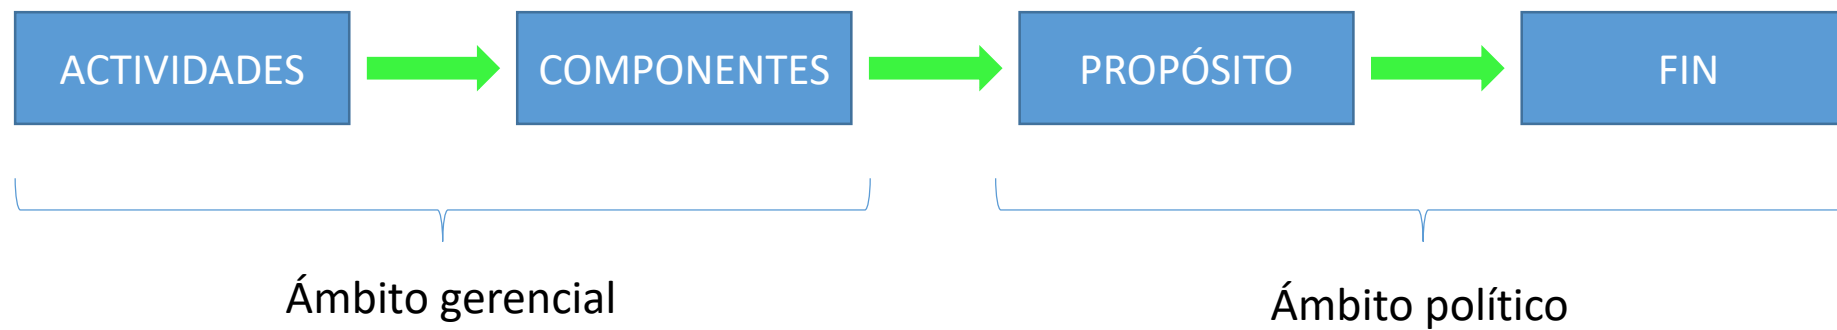 ACTIVIDADES
COMPONENTES
PROPÓSITO
FIN
Ámbito gerencial
Ámbito político